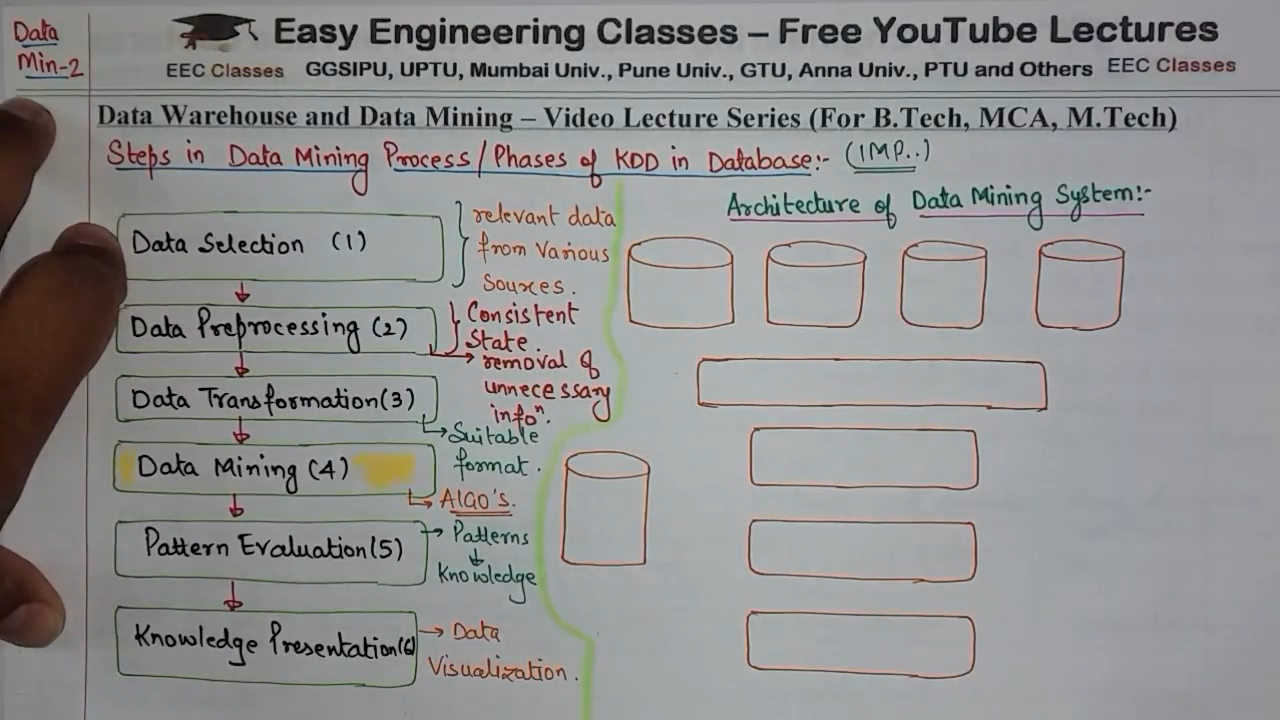 Data
Min-2
Easy Engineering Classes – Free YouTube Lectures
EEC Classes GGSIPU, UPTU, Mumbai Univ., Pune Univ., GTU, Anna Univ., PTU and Others EEC Classes
Data Warehouse and Data Mining – Video Lecture Series (For B.Tech, MCA, M.Tech)
Steps in Data Mining Process/Phases of KDD in Database:- (IMP..)
Data Selection (1)
relevant data
from various
sources.
Data Preprocessing (2)
Consistent
State.
removal of
unnecessary
infoⁿ.
Data Transformation(3)
Suitable
format.
Data Mining (4)
AlGO's.
Pattern Evaluation(5)
Patterns
Knowledge
Knowledge Presentation(6)
Data
Visualization.
Architecture of Data Mining System:-